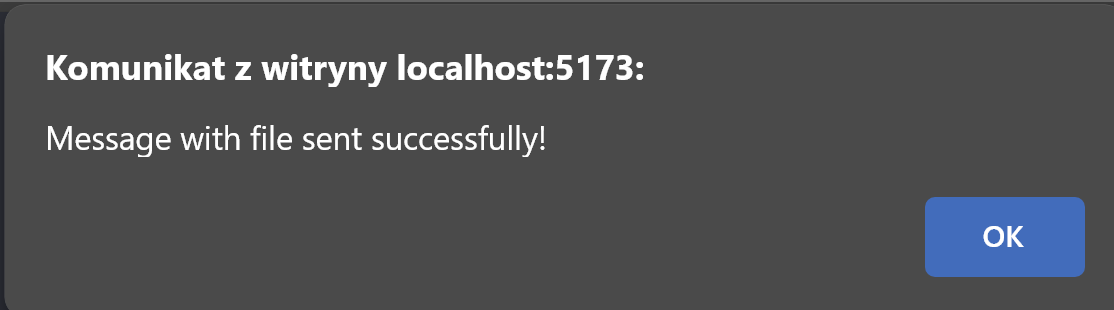 Komunikat z witryny localhost:5173:
Message with file sent successfully!
OK